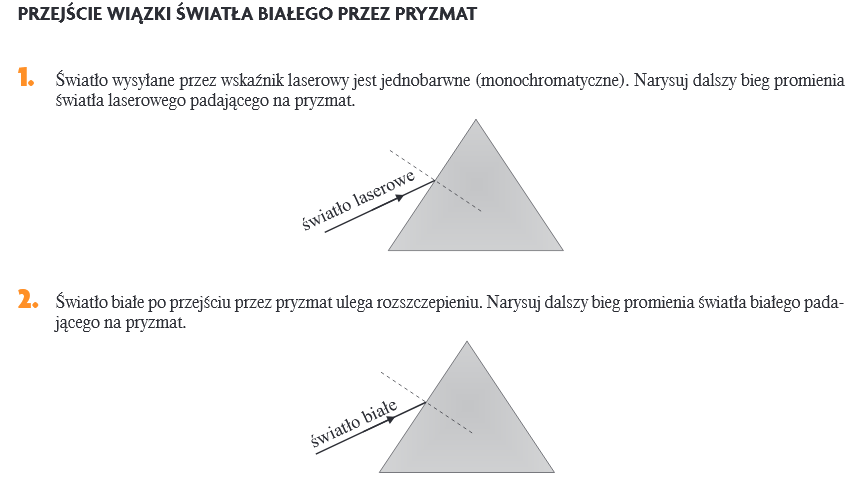 PRZEJŚCIE WIĄZKI ŚWIATŁA BIAŁEGO PRZEZ PRYZMAT
1. Światło wysyłane przez wskaźnik laserowy jest jednobarwne (monochromatyczne). Narysuj dalszy bieg promienia
światła laserowego padającego na pryzmat.
światło laserowe
2. Światło białe po przejściu przez pryzmat ulega rozszczepieniu. Narysuj dalszy bieg promienia światła białego pada-
jącego na pryzmat.
światło białe